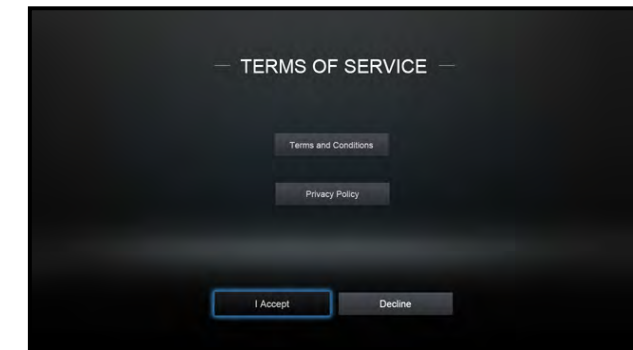 TERMS OF SERVICE
Terms and Conditions
Privacy Policy
I Accept
Decline